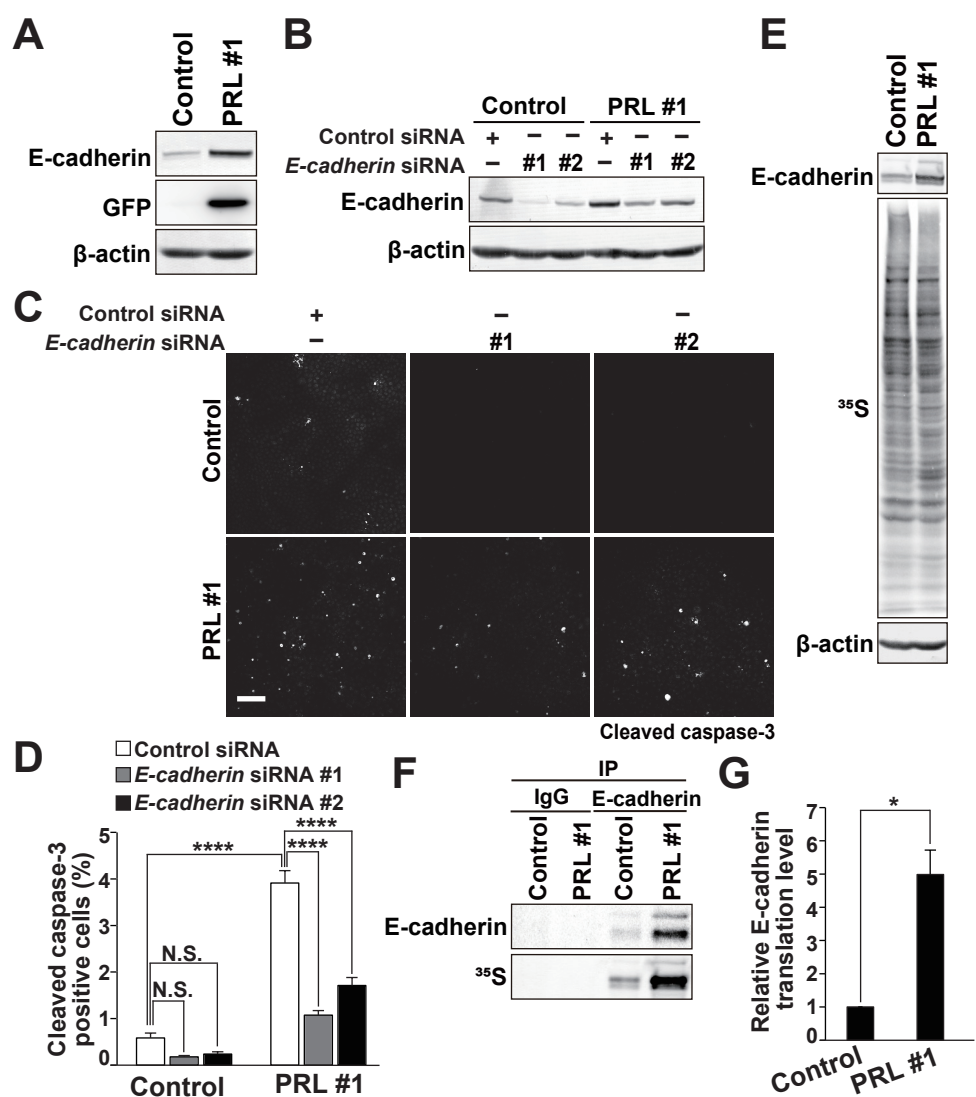 A
Control
PRL #1
E-cadherin
GFP
β-actin
B
Control PRL #1
Control siRNA + − − + − −
E-cadherin siRNA − #1 #2 − #1 #2
E-cadherin
β-actin
C
Control siRNA + − −
E-cadherin siRNA − #1 #2
Control
PRL #1
Cleaved caspase-3
D
Control siRNA
E-cadherin siRNA #1
E-cadherin siRNA #2
Cleaved caspase-3
positive cells (%)
5
4
3
2
1
0
N.S.
N.S.
****
****
****
Control PRL #1
E
Control
PRL #1
E-cadherin
³⁵S
β-actin
F
IP
IgG E-cadherin
Control
PRL #1
Control
PRL #1
E-cadherin
³⁵S
G
Relative E-cadherin
translation level
7
6
5
4
3
2
1
0
*
Control
PRL #1